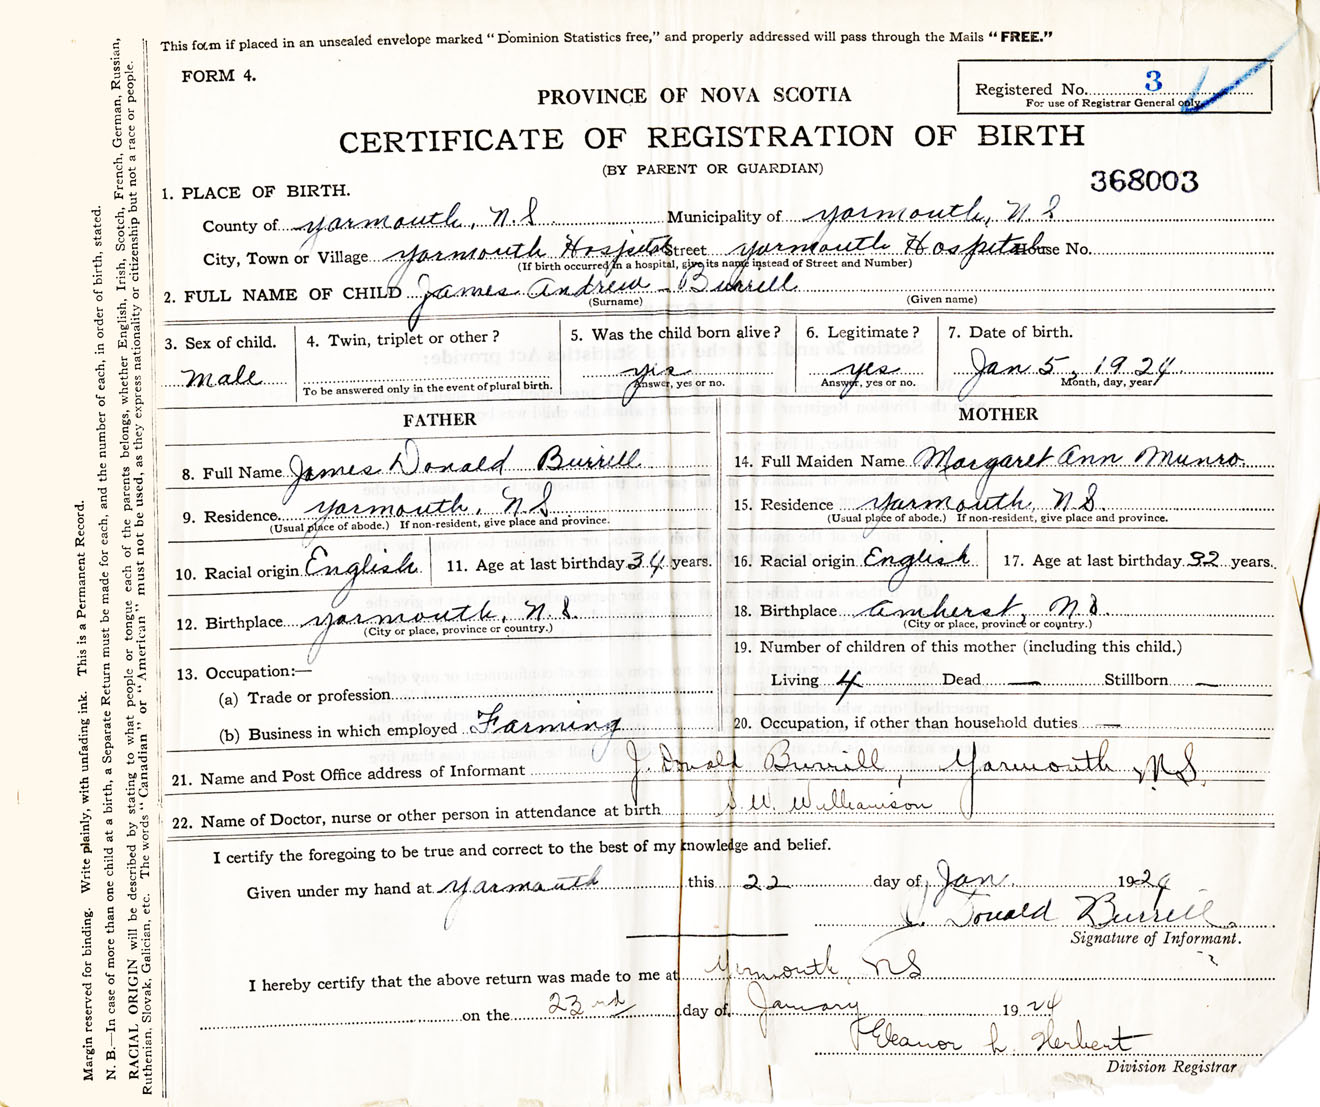 This form if placed in an unsealed envelope marked "Dominion Statistics free," and properly addressed will pass through the Mails "FREE."
FORM 4.
Registered No. 3
For use of Registrar General only
PROVINCE OF NOVA SCOTIA
CERTIFICATE OF REGISTRATION OF BIRTH
(BY PARENT OR GUARDIAN)
368003
1. PLACE OF BIRTH.
County of Yarmouth, N.S Municipality of Yarmouth, N S
City, Town or Village Yarmouth Hospital Street Yarmouth Hospital House No.
(If birth occurred in a hospital, give its name instead of Street and Number)
2. FULL NAME OF CHILD James Andrew - Burrell
(Surname) (Given name)
3. Sex of child. Male
4. Twin, triplet or other?
To be answered only in the event of plural birth.
5. Was the child born alive? yes
Answer, yes or no.
6. Legitimate? yes
Answer, yes or no.
7. Date of birth. Jan 5, 1924
Month, day, year
FATHER
8. Full Name James Donald Burrill
9. Residence Yarmouth, N S
(Usual place of abode.) If non-resident, give place and province.
10. Racial origin English 11. Age at last birthday 34 years.
12. Birthplace Yarmouth, N.S.
(City or place, province or country.)
13. Occupation:—
(a) Trade or profession
(b) Business in which employed Farming
MOTHER
14. Full Maiden Name Margaret Ann Munro
15. Residence Yarmouth, N S.
(Usual place of abode.) If non-resident, give place and province.
16. Racial origin English 17. Age at last birthday 32 years.
18. Birthplace Amherst, N S.
(City or place, province or country.)
19. Number of children of this mother (including this child.)
Living 4 Dead — Stillborn —
20. Occupation, if other than household duties —
21. Name and Post Office address of Informant J. Donald Burrill, Yarmouth N.S.
22. Name of Doctor, nurse or other person in attendance at birth S. W. Williamson
I certify the foregoing to be true and correct to the best of my knowledge and belief.
Given under my hand at Yarmouth this 22 day of Jan. 1924
J. Donald Burrill
Signature of Informant.
I hereby certify that the above return was made to me at Yarmouth, NS
on the 23rd day of January 1924
Eleanor L. Herbert
Division Registrar
Margin reserved for binding. Write plainly, with unfading ink. This is a Permanent Record.
N. B.—In case of more than one child at a birth, a Separate Return must be made for each, and the number of each, in order of birth, stated.
RACIAL ORIGIN will be described by stating to what people or tongue each of the parents belongs, whether English, Irish, Scotch, French, German, Russian,
Ruthenian, Slovak, Galician, etc. The words "Canadian" or "American" must not be used, as they express nationality or citizenship but not a race or people.